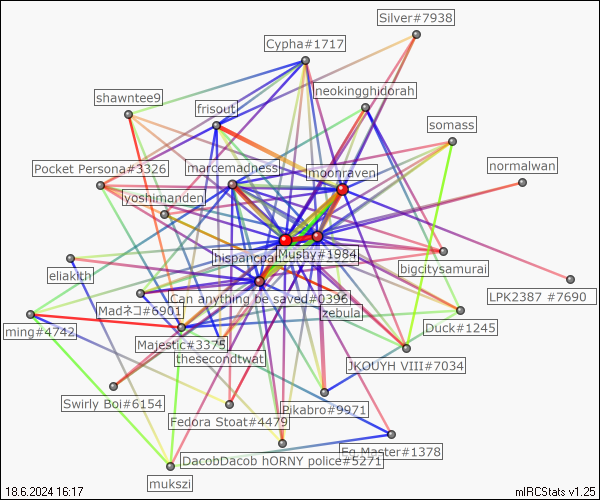 Silver#7938
Cypha#1717
neokingghidorah
shawntee9
frisout
somass
Pocket Persona#3326
marcemadness
moonraven
normalwan
yoshimanden
Mushy#1984
eliakith
bigcitysamurai
Can anything be saved#0396
LPK2387 #7690
Madネコ#6901
zebula
ming#4742
Majestic#3375
Duck#1245
thesecondtwat
JKOUYH VIII#7034
Swirly Boi#6154
Pikabro#9971
Fedora Stoat#4479
Eg Master#1378
DacobDacob hORNY police#5271
mukszi
18.6.2024 16:17
mIRCStats v1.25